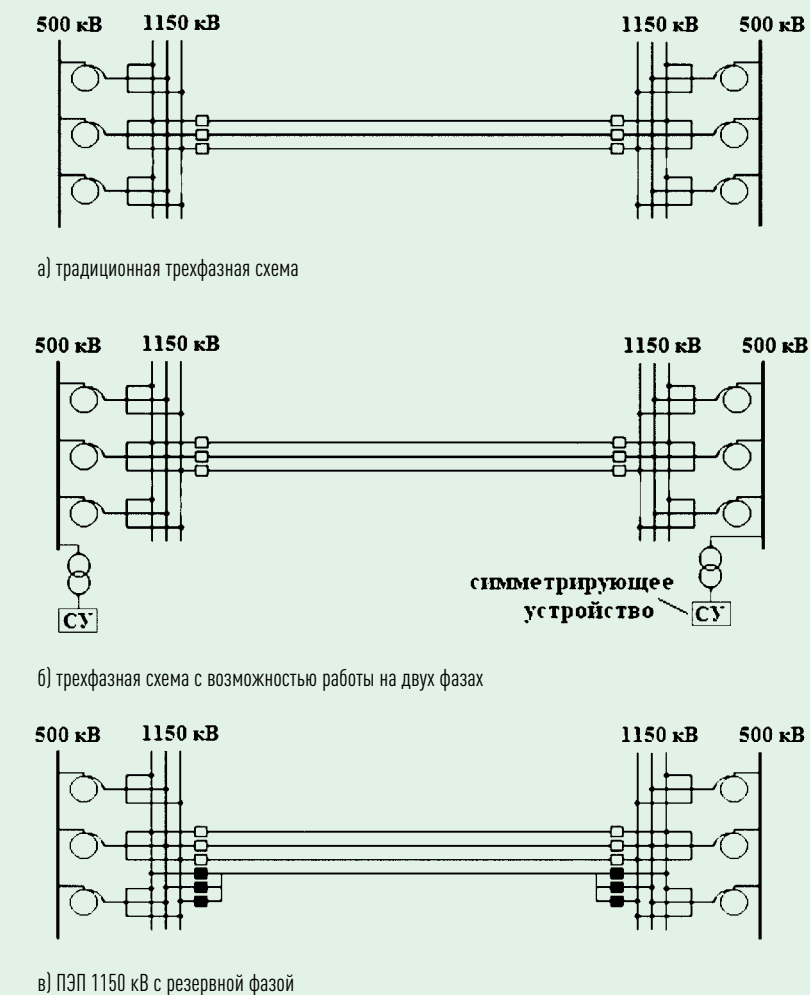 500 кВ 1150 кВ 1150 кВ 500 кВ
а) традиционная трехфазная схема
500 кВ 1150 кВ 1150 кВ 500 кВ
симметрирующее
устройство
СУ СУ
б) трехфазная схема с возможностью работы на двух фазах
500 кВ 1150 кВ 1150 кВ 500 кВ
в) ПЭП 1150 кВ с резервной фазой